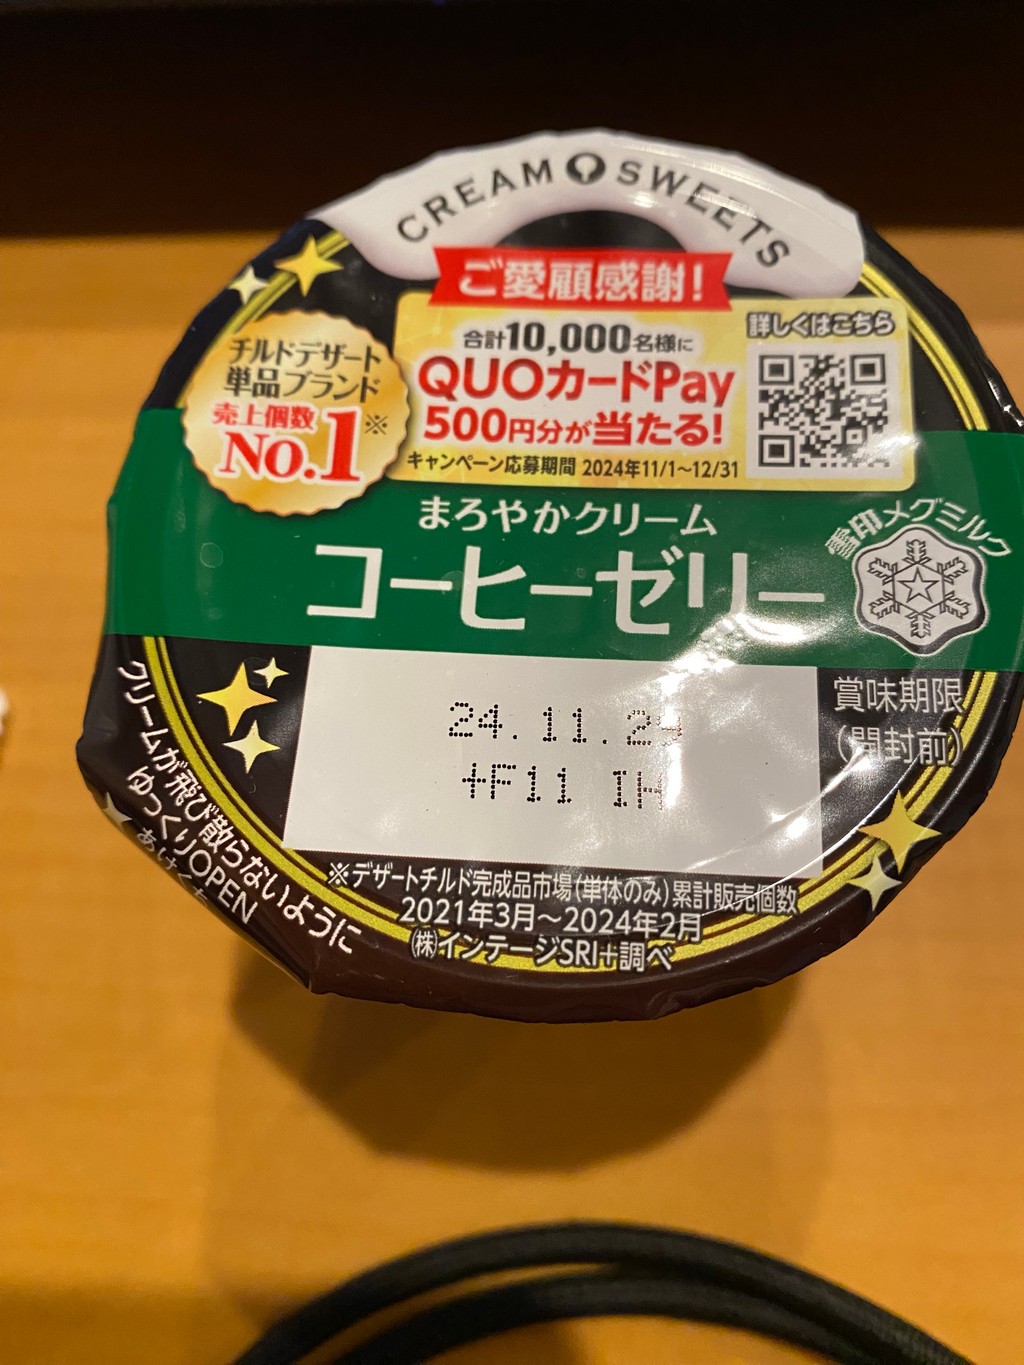 CREAM SWEETS
ご愛顧感謝!
合計10,000名様に
QUOカードPay
500円分が当たる!
キャンペーン応募期間 2024年11/1～12/31
詳しくはこちら
チルドデザート
単品ブランド
売上個数
No.1※
まろやかクリーム
コーヒーゼリー
雪印メグミルク
24.11.
+F11
賞味期限
(開封前)
クリームが飛び散らないように
ゆっくりOPEN
※デザートチルド完成品市場(単体のみ)累計販売個数
2021年3月～2024年2月
㈱インテージSRI+調べ